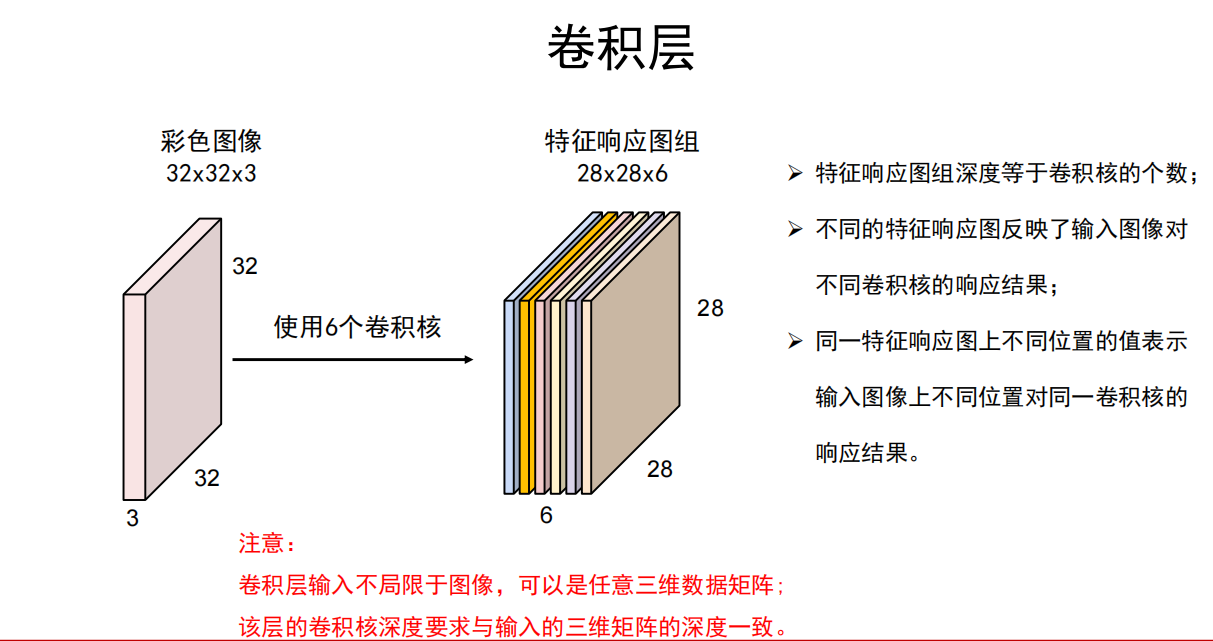 卷积层
彩色图像
32x32x3
32
32
3
使用6个卷积核
特征响应图组
28x28x6
28
28
6
➢ 特征响应图组深度等于卷积核的个数；
➢ 不同的特征响应图反映了输入图像对
不同卷积核的响应结果；
➢ 同一特征响应图上不同位置的值表示
输入图像上不同位置对同一卷积核的
响应结果。
注意：
卷积层输入不局限于图像，可以是任意三维数据矩阵；
该层的卷积核深度要求与输入的三维矩阵的深度一致。